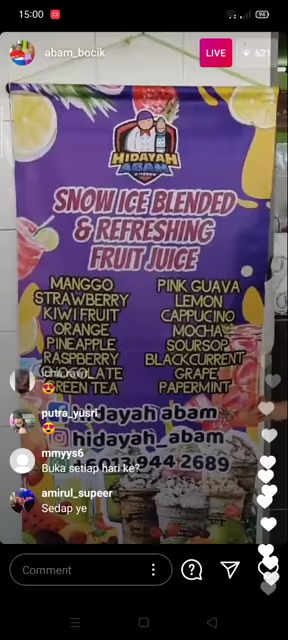 15:00
94
abam_bocik
LIVE
621
HIDAYAH
ABAM
SNOW ICE BLENDED
& REFRESHING
FRUIT JUICE
MANGGO
STRAWBERRY
KIWI FRUIT
ORANGE
PINEAPPLE
RASPBERRY
GREEN TEA
PINK GUAVA
LEMON
CAPPUCINO
MOCHA
SOURSOP
BLACKCURRENT
GRAPE
PAPERMINT
hidayah abam
hidayah_abam
13 944 2689
putra_yusri
😍
mmyys6
Buka setiap hari ke?
amirul_supeer
Sedap ye
Comment